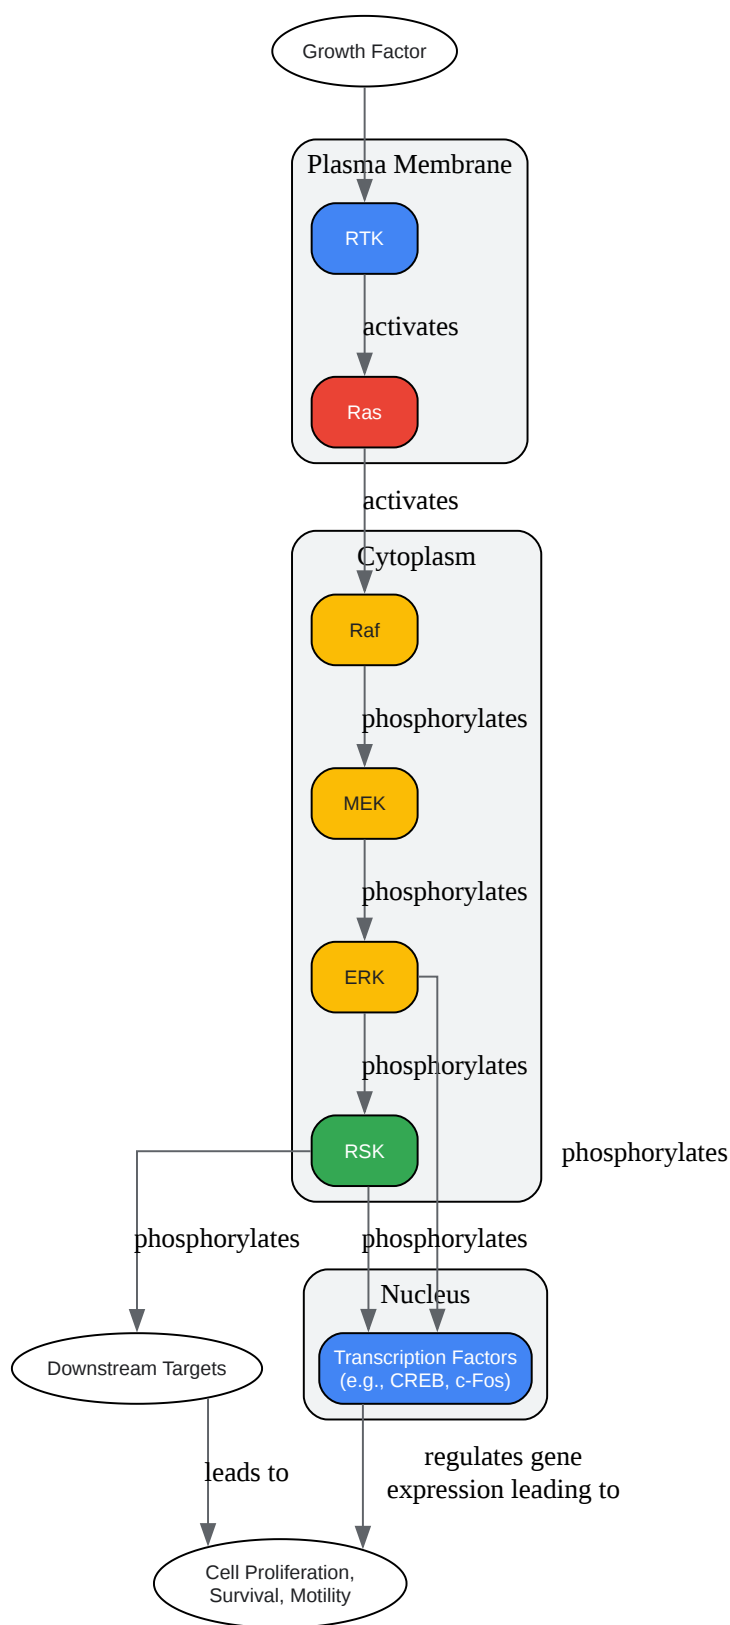 Growth Factor
Plasma Membrane
RTK
activates
Ras
activates
Cytoplasm
Raf
phosphorylates
MEK
phosphorylates
ERK
phosphorylates
RSK
phosphorylates
phosphorylates
phosphorylates
Nucleus
Downstream Targets
Transcription Factors
(e.g., CREB, c-Fos)
leads to
regulates gene
expression leading to
Cell Proliferation,
Survival, Motility